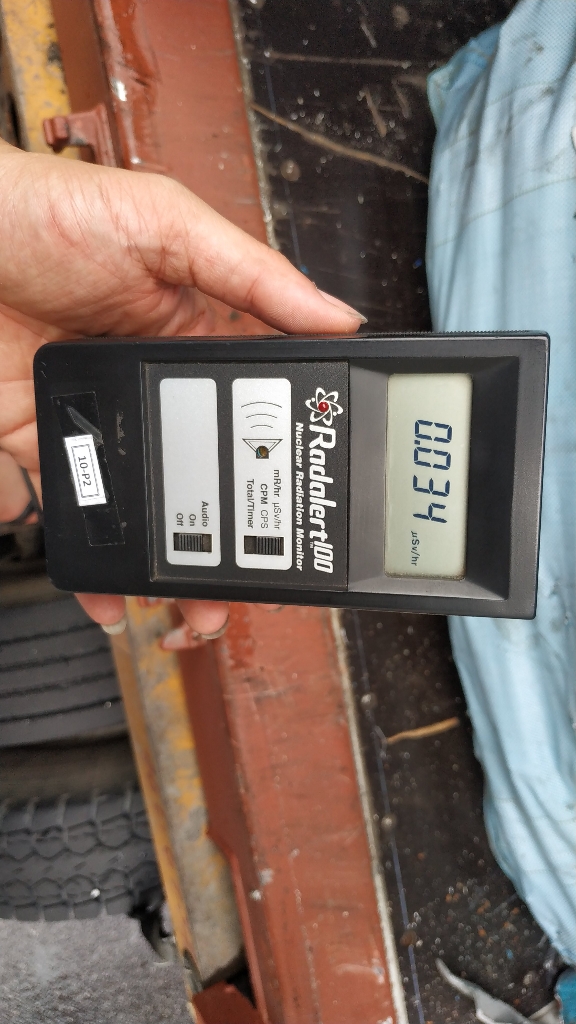 0.034
µSv/hr
Radalert100™
Nuclear Radiation Monitor
mR/hr µSv/hr
CPM CPS
Total/Timer
Audio
On
Off
10-P2